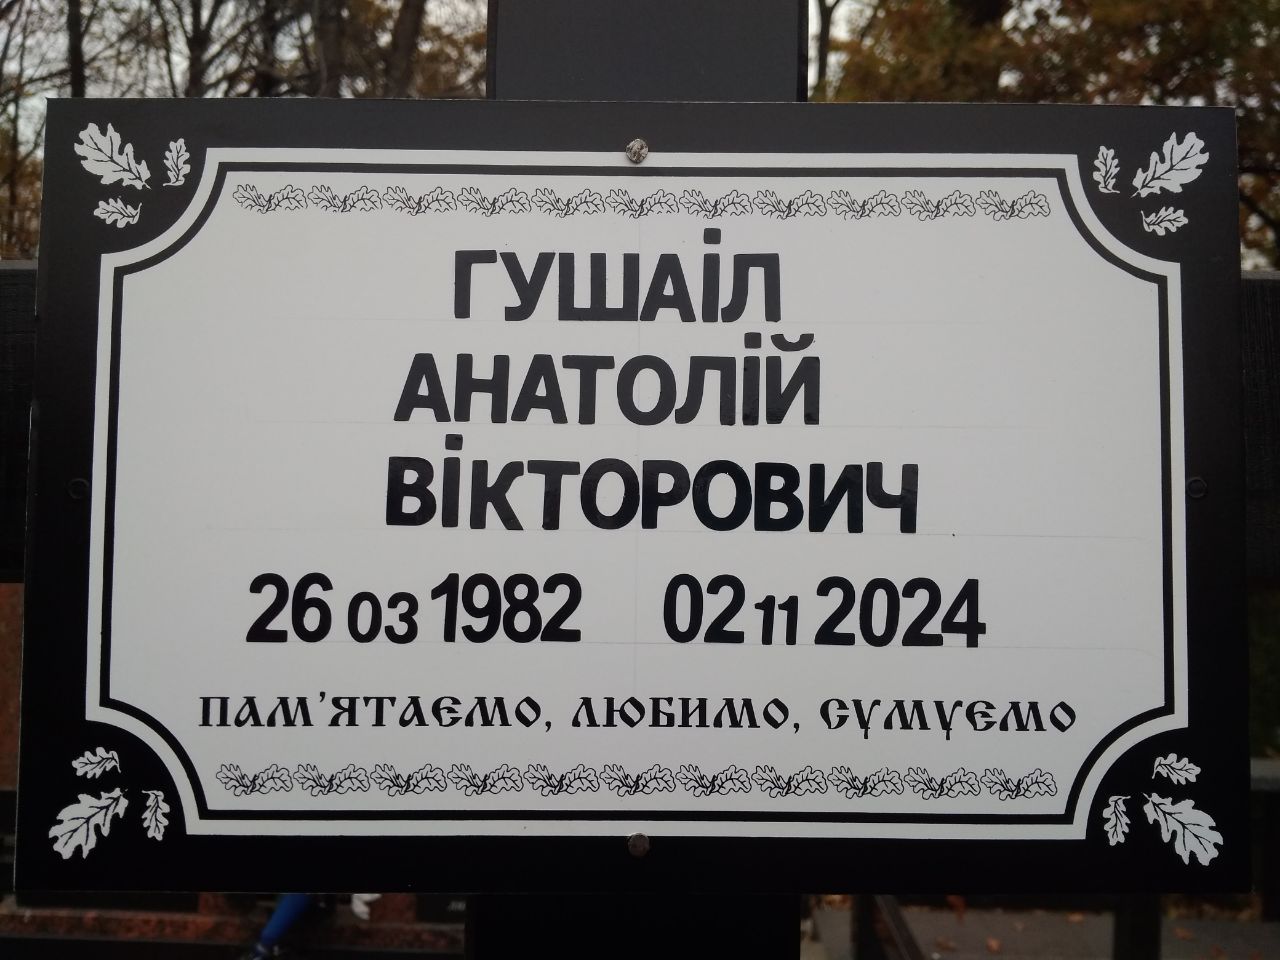 ГУШАІЛ
АНАТОЛІЙ
ВІКТОРОВИЧ
26 03 1982 02 11 2024
ПАМ'ЯТАЄМО, ЛЮБИМО, СУМУЄМО